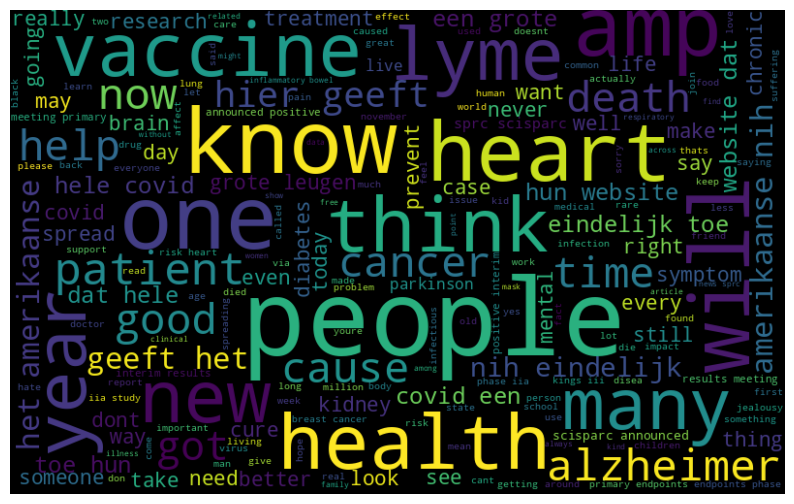 really two related effect treatment een grote used doesnt great love
research care caused common life
going vaccine lyme amp
may now hier geeft live death want
let lung black learn inflammatory bowel actually join
meeting primary brain pain announced positive human food find
without drug affect november world never sprc scisparc well make
help day know prevent heart say website dat chronic suffering
please back everyone feel sorry across thats keep saying respiratory
hele covid grote leugen much case hun website
covid one show think issue kid medical rare less
spread called free point eindelijk toe friend
support risk heart women today diabetes infection right
patient even via work cancer time symptom
dat hele read age made parkinson mental every article
amerikaanse nih
problem died mask found
good spreading youre people yes fact still will
doctor clinical infectious old lot die impact
geeft het cause positive interim nih eindelijk
interim results long among phase iia kings iii disea results meeting first
hate report million body covid een person
iia study new week state school many jealousy
important cure kidney breast cancer use something
dont way virus living health risk mean scisparc announced thing
year got illness come man hope always kind children
toe hun need give look see alzheimer
het amerikaanse
someone don take better real family cant getting around primary endpoints endpoints phase